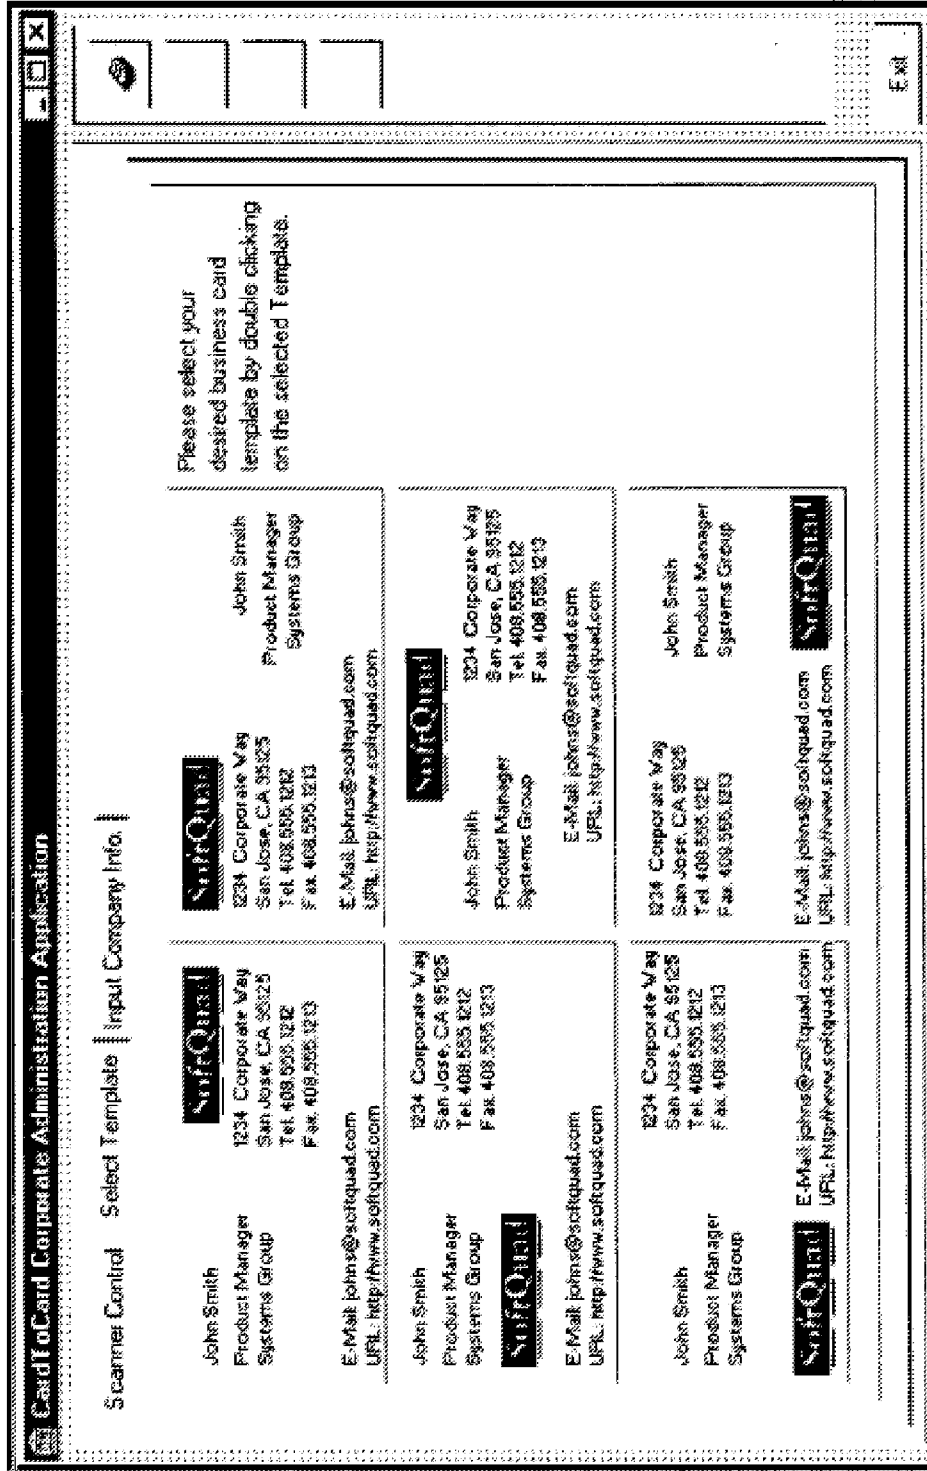 CardToCard Corporate Administration Application
Scanner Control
Select Template
Input Company Info.
John Smith
Product Manager
Systems Group
SoftQuad
1234 Corporate Way
San Jose, CA 95125
Tel. 408.555.1212
Fax. 408.555.1213
E-Mail: johns@softquad.com
URL: http://www.softquad.com
SoftQuad
1234 Corporate Way
San Jose, CA 95125
Tel. 408.555.1212
Fax. 408.555.1213
John Smith
Product Manager
Systems Group
E-Mail: johns@softquad.com
URL: http://www.softquad.com
Please select your
desired business card
template by double clicking
on the selected Template.
John Smith
Product Manager
Systems Group
SoftQuad
1234 Corporate Way
San Jose, CA 95125
Tel. 408.555.1212
Fax. 408.555.1213
E-Mail: johns@softquad.com
URL: http://www.softquad.com
SoftQuad
John Smith
Product Manager
Systems Group
1234 Corporate Way
San Jose, CA 95125
Tel. 408.555.1212
Fax. 408.555.1213
E-Mail: johns@softquad.com
URL: http://www.softquad.com
John Smith
Product Manager
Systems Group
1234 Corporate Way
San Jose, CA 95125
Tel. 408.555.1212
Fax. 408.555.1213
SoftQuad
E-Mail: johns@softquad.com
URL: http://www.softquad.com
1234 Corporate Way
San Jose, CA 95125
Tel. 408.555.1212
Fax. 408.555.1213
John Smith
Product Manager
Systems Group
E-Mail: johns@softquad.com
URL: http://www.softquad.com
SoftQuad
Exit